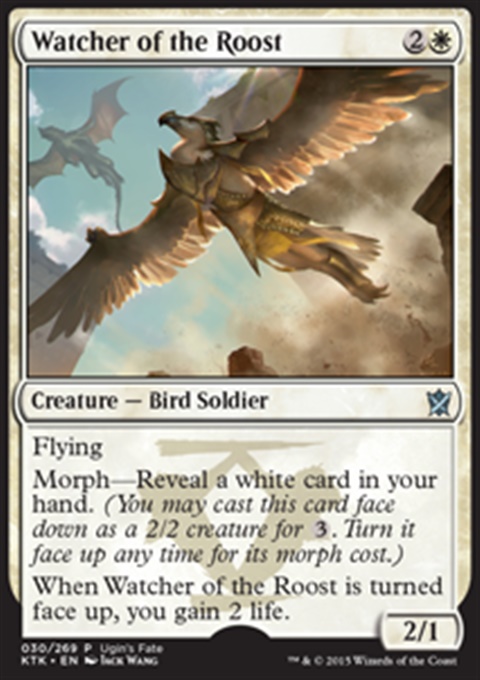 Watcher of the Roost 2
Creature — Bird Soldier
Flying
Morph—Reveal a white card in your
hand. (You may cast this card face
down as a 2/2 creature for 3. Turn it
face up any time for its morph cost.)
When Watcher of the Roost is turned
face up, you gain 2 life.
2/1
030/269 P Ugin's Fate
KTK • EN Jack Wang
™ & © 2015 Wizards of the Coast